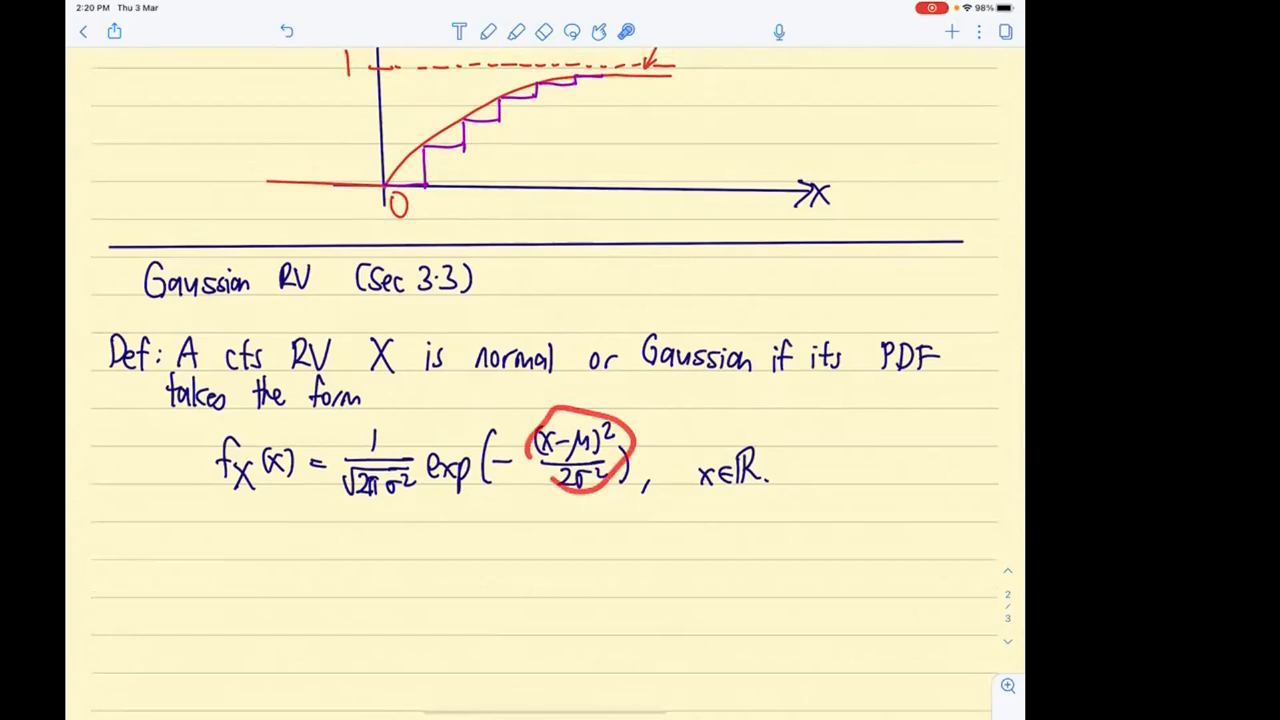 2:20 PM Thu 3 Mar
98%
1
0
x
Gaussian RV (Sec 3.3)
Def: A cts RV X is normal or Gaussian if its PDF
takes the form
f_X(x) = 1/√(2πσ²) exp(− (x−μ)²/2σ²), x∈ℝ.
2
/
3